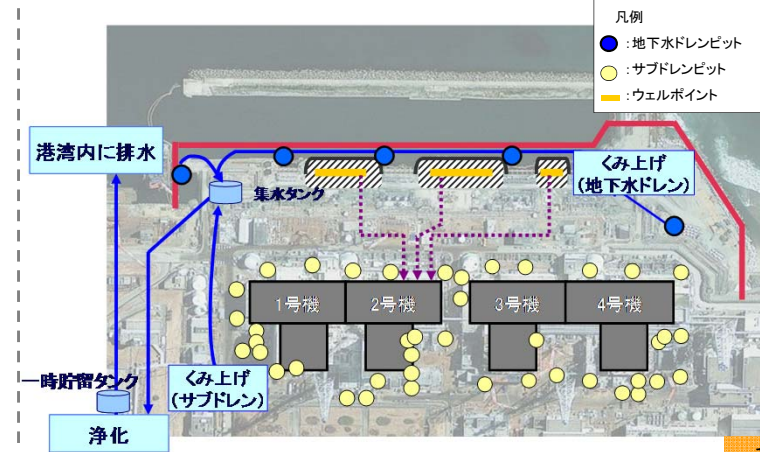 凡例
：地下水ドレンピット
：サブドレンピット
：ウェルポイント
港湾内に排水
くみ上げ
（地下水ドレン）
集水タンク
1号機
2号機
3号機
4号機
一時貯留タンク
くみ上げ
（サブドレン）
浄化